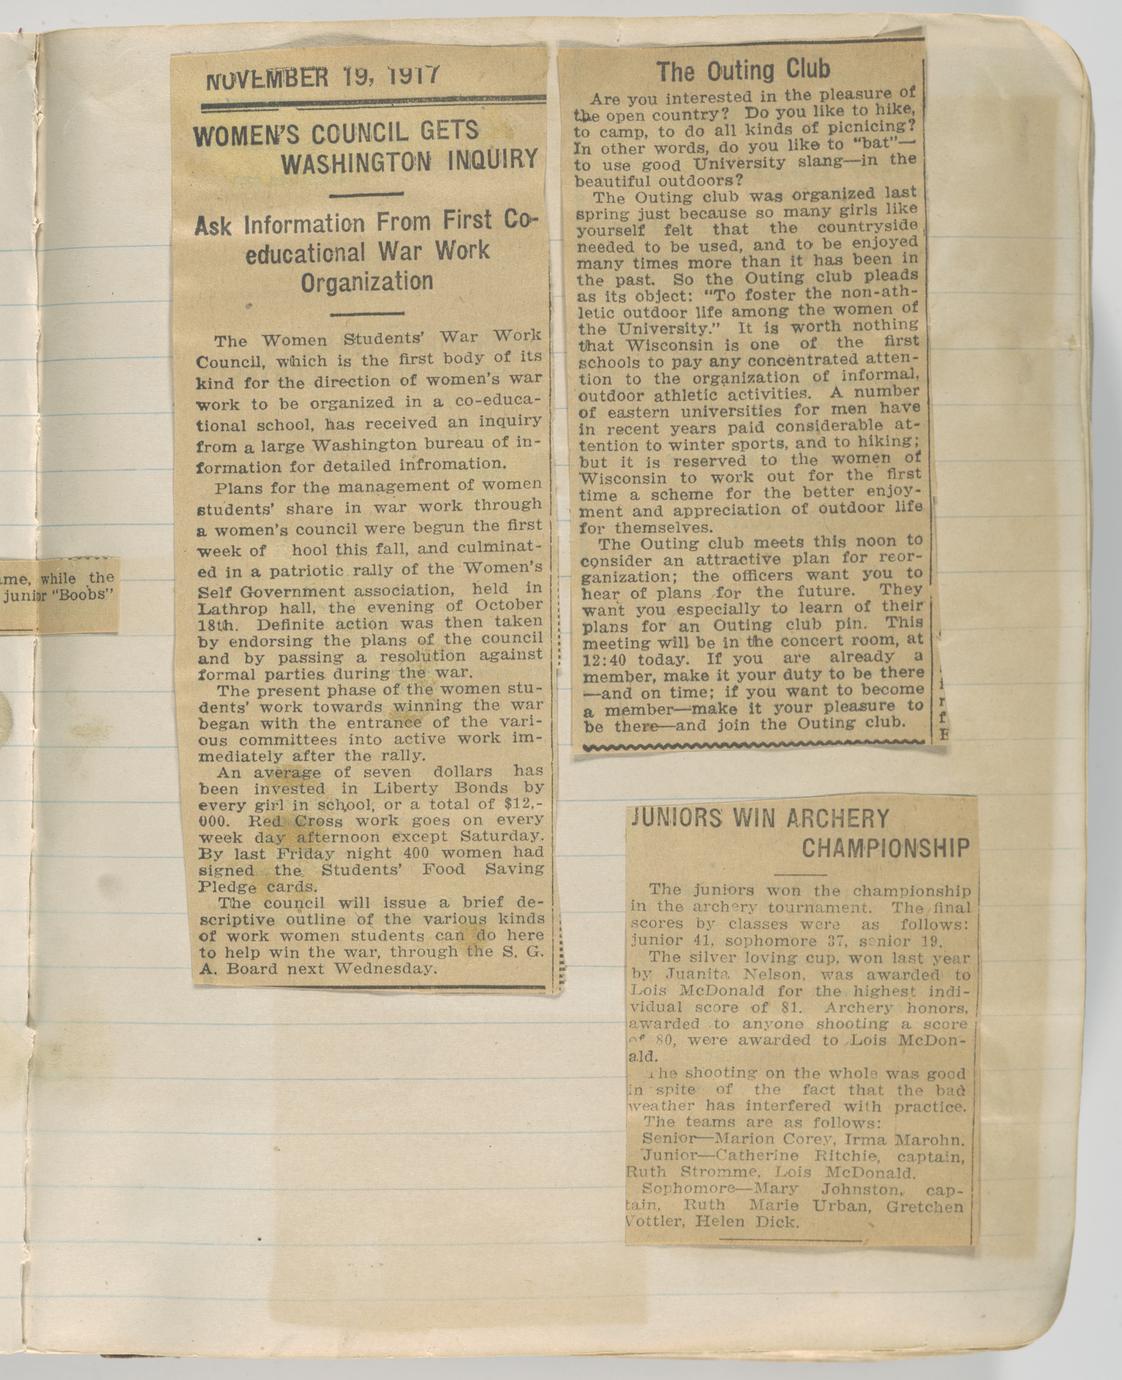 ame, while the
junior "Boobs"
NOVEMBER 19, 1917
WOMEN'S COUNCIL GETS
WASHINGTON INQUIRY
Ask Information From First Co-
educational War Work
Organization
The Women Students' War Work
Council, which is the first body of its
kind for the direction of women's war
work to be organized in a co-educa-
tional school, has received an inquiry
from a large Washington bureau of in-
formation for detailed infromation.
Plans for the management of women
students' share in war work through
a women's council were begun the first
week of hool this fall, and culminat-
ed in a patriotic rally of the Women's
Self Government association, held in
Lathrop hall, the evening of October
18th. Definite action was then taken
by endorsing the plans of the council
and by passing a resolution against
formal parties during the war.
The present phase of the women stu-
dents' work towards winning the war
began with the entrance of the vari-
ous committees into active work im-
mediately after the rally.
An average of seven dollars has
been invested in Liberty Bonds by
every girl in school, or a total of $12,-
000. Red Cross work goes on every
week day afternoon except Saturday.
By last Friday night 400 women had
signed the Students' Food Saving
Pledge cards.
The council will issue a brief de-
scriptive outline of the various kinds
of work women students can do here
to help win the war, through the S. G.
A. Board next Wednesday.
The Outing Club
Are you interested in the pleasure of
the open country? Do you like to hike,
to camp, to do all kinds of picnicing?
In other words, do you like to "bat"—
to use good University slang—in the
beautiful outdoors?
The Outing club was organized last
spring just because so many girls like
yourself felt that the countryside
needed to be used, and to be enjoyed
many times more than it has been in
the past. So the Outing club pleads
as its object: "To foster the non-ath-
letic outdoor life among the women of
the University." It is worth nothing
that Wisconsin is one of the first
schools to pay any concentrated atten-
tion to the organization of informal,
outdoor athletic activities. A number
of eastern universities for men have
in recent years paid considerable at-
tention to winter sports, and to hiking;
but it is reserved to the women of
Wisconsin to work out for the first
time a scheme for the better enjoy-
ment and appreciation of outdoor life
for themselves.
The Outing club meets this noon to
consider an attractive plan for reor-
ganization; the officers want you to
hear of plans for the future. They
want you especially to learn of their
plans for an Outing club pin. This
meeting will be in the concert room, at
12:40 today. If you are already a
member, make it your duty to be there
—and on time; if you want to become
a member—make it your pleasure to
be there—and join the Outing club.
JUNIORS WIN ARCHERY
CHAMPIONSHIP
The juniors won the championship
in the archery tournament. The final
scores by classes were as follows:
junior 41, sophomore 37, senior 19.
The silver loving cup, won last year
by Juanita Nelson, was awarded to
Lois McDonald for the highest indi-
vidual score of 81. Archery honors,
awarded to anyone shooting a score
of 80, were awarded to Lois McDon-
ald.
The shooting on the whole was good
in spite of the fact that the bad
weather has interfered with practice.
The teams are as follows:
Senior—Marion Corey, Irma Marohn.
Junior—Catherine Ritchie, captain,
Ruth Stromme, Lois McDonald.
Sophomore—Mary Johnston, cap-
tain, Ruth Marie Urban, Gretchen
Vottler, Helen Dick.